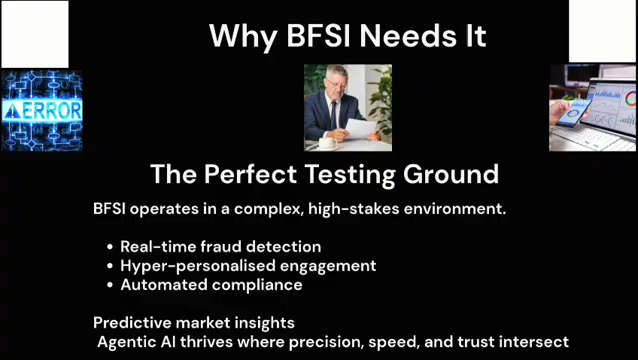 Why BFSI Needs It
ERROR
The Perfect Testing Ground
BFSI operates in a complex, high-stakes environment.
• Real-time fraud detection
• Hyper-personalised engagement
• Automated compliance
Predictive market insights
Agentic AI thrives where precision, speed, and trust intersect